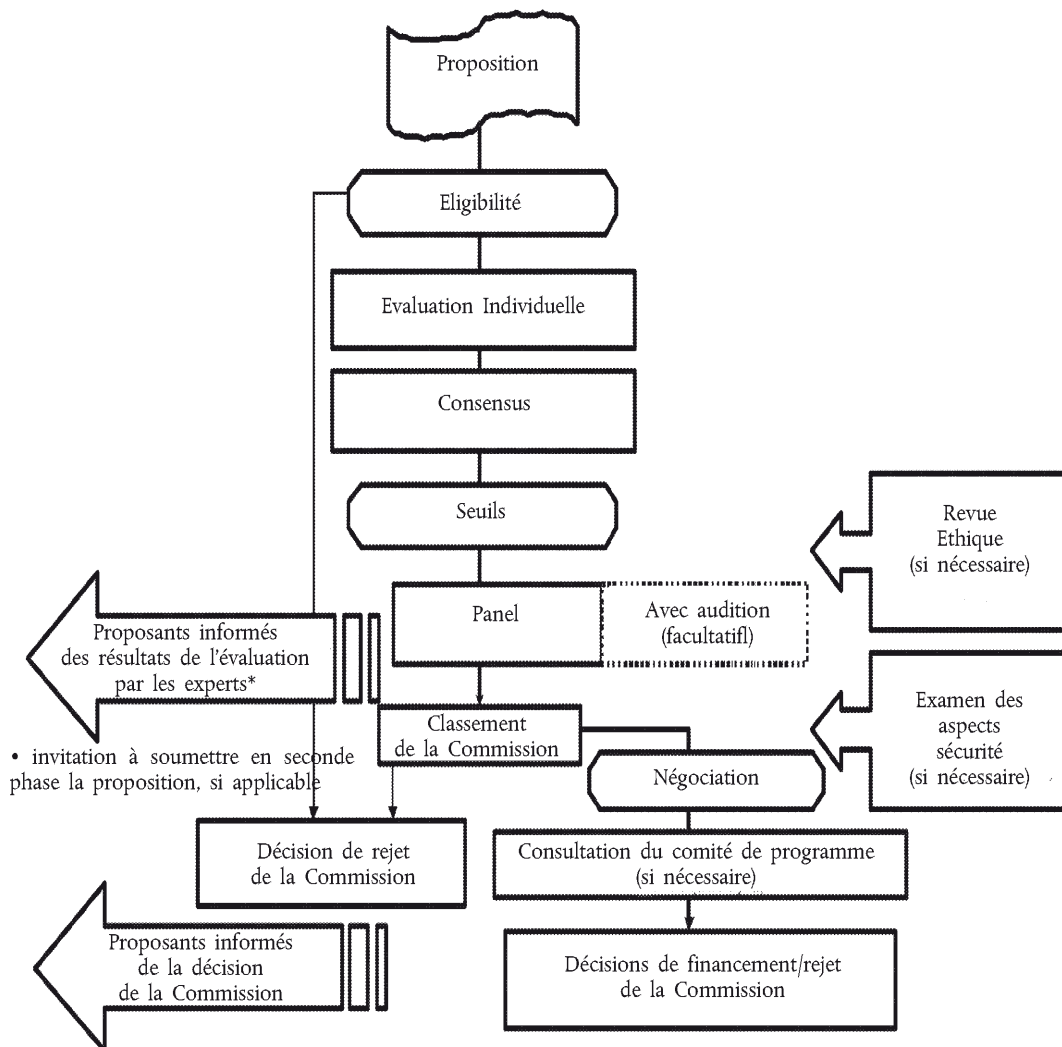 Proposition
Eligibilité
Evaluation Individuelle
Consensus
Seuils
Revue
Ethique
(si nécessaire)
Panel
Avec audition
(facultatifl)
Proposants informés
des résultats de l'évaluation
par les experts*
Classement
de la Commission
Examen des
aspects
sécurité
(si nécessaire)
• invitation à soumettre en seconde
phase la proposition, si applicable
Négociation
Décision de rejet
de la Commission
Consultation du comité de programme
(si nécessaire)
Proposants informés
de la décision
de la Commission
Décisions de financement/rejet
de la Commission